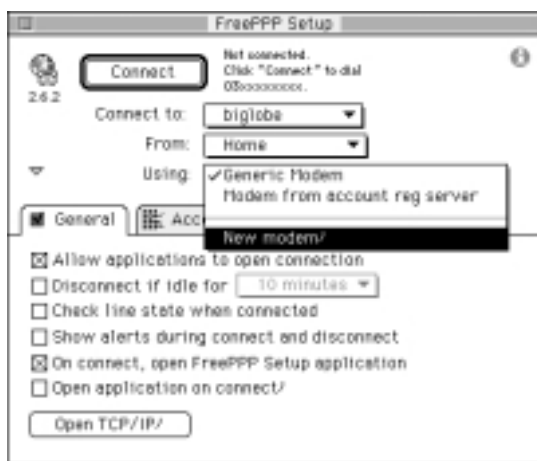 FreePPP Setup
Connect
Not connected.
Click "Connect" to dial
03xxxxxxxxx.
2.6.2
Connect to: biglobe
From: Home
Using: ✓Generic Modem
Modem from account reg server
New modem/
General Acc
Allow applications to open connection
Disconnect if idle for 10 minutes
Check line state when connected
Show alerts during connect and disconnect
On connect, open FreePPP Setup application
Open application on connect/
Open TCP/IP/